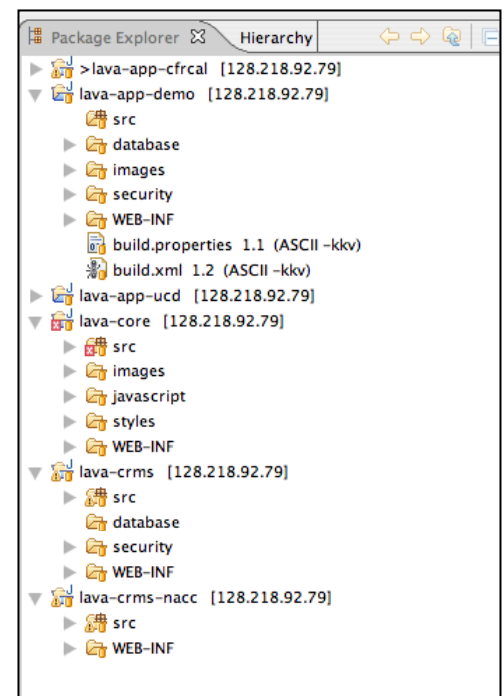 Package Explorer Hierarchy
>lava-app-cfrcal [128.218.92.79]
lava-app-demo [128.218.92.79]
src
database
images
security
WEB-INF
build.properties 1.1 (ASCII -kkv)
build.xml 1.2 (ASCII -kkv)
lava-app-ucd [128.218.92.79]
lava-core [128.218.92.79]
src
images
javascript
styles
WEB-INF
lava-crms [128.218.92.79]
src
database
security
WEB-INF
lava-crms-nacc [128.218.92.79]
src
WEB-INF